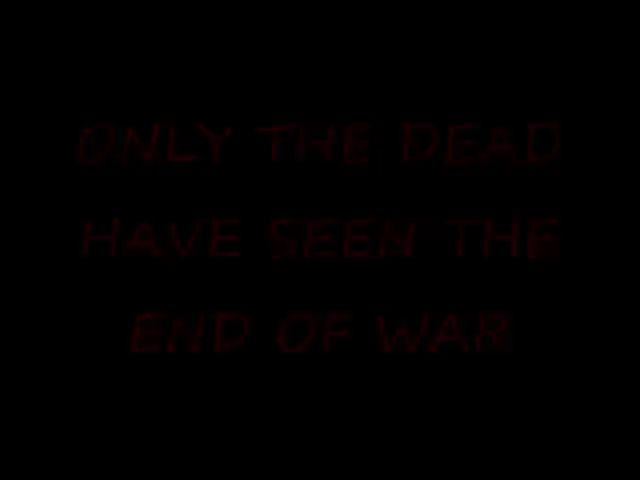 ONLY THE DEAD
HAVE SEEN THE
END OF WAR